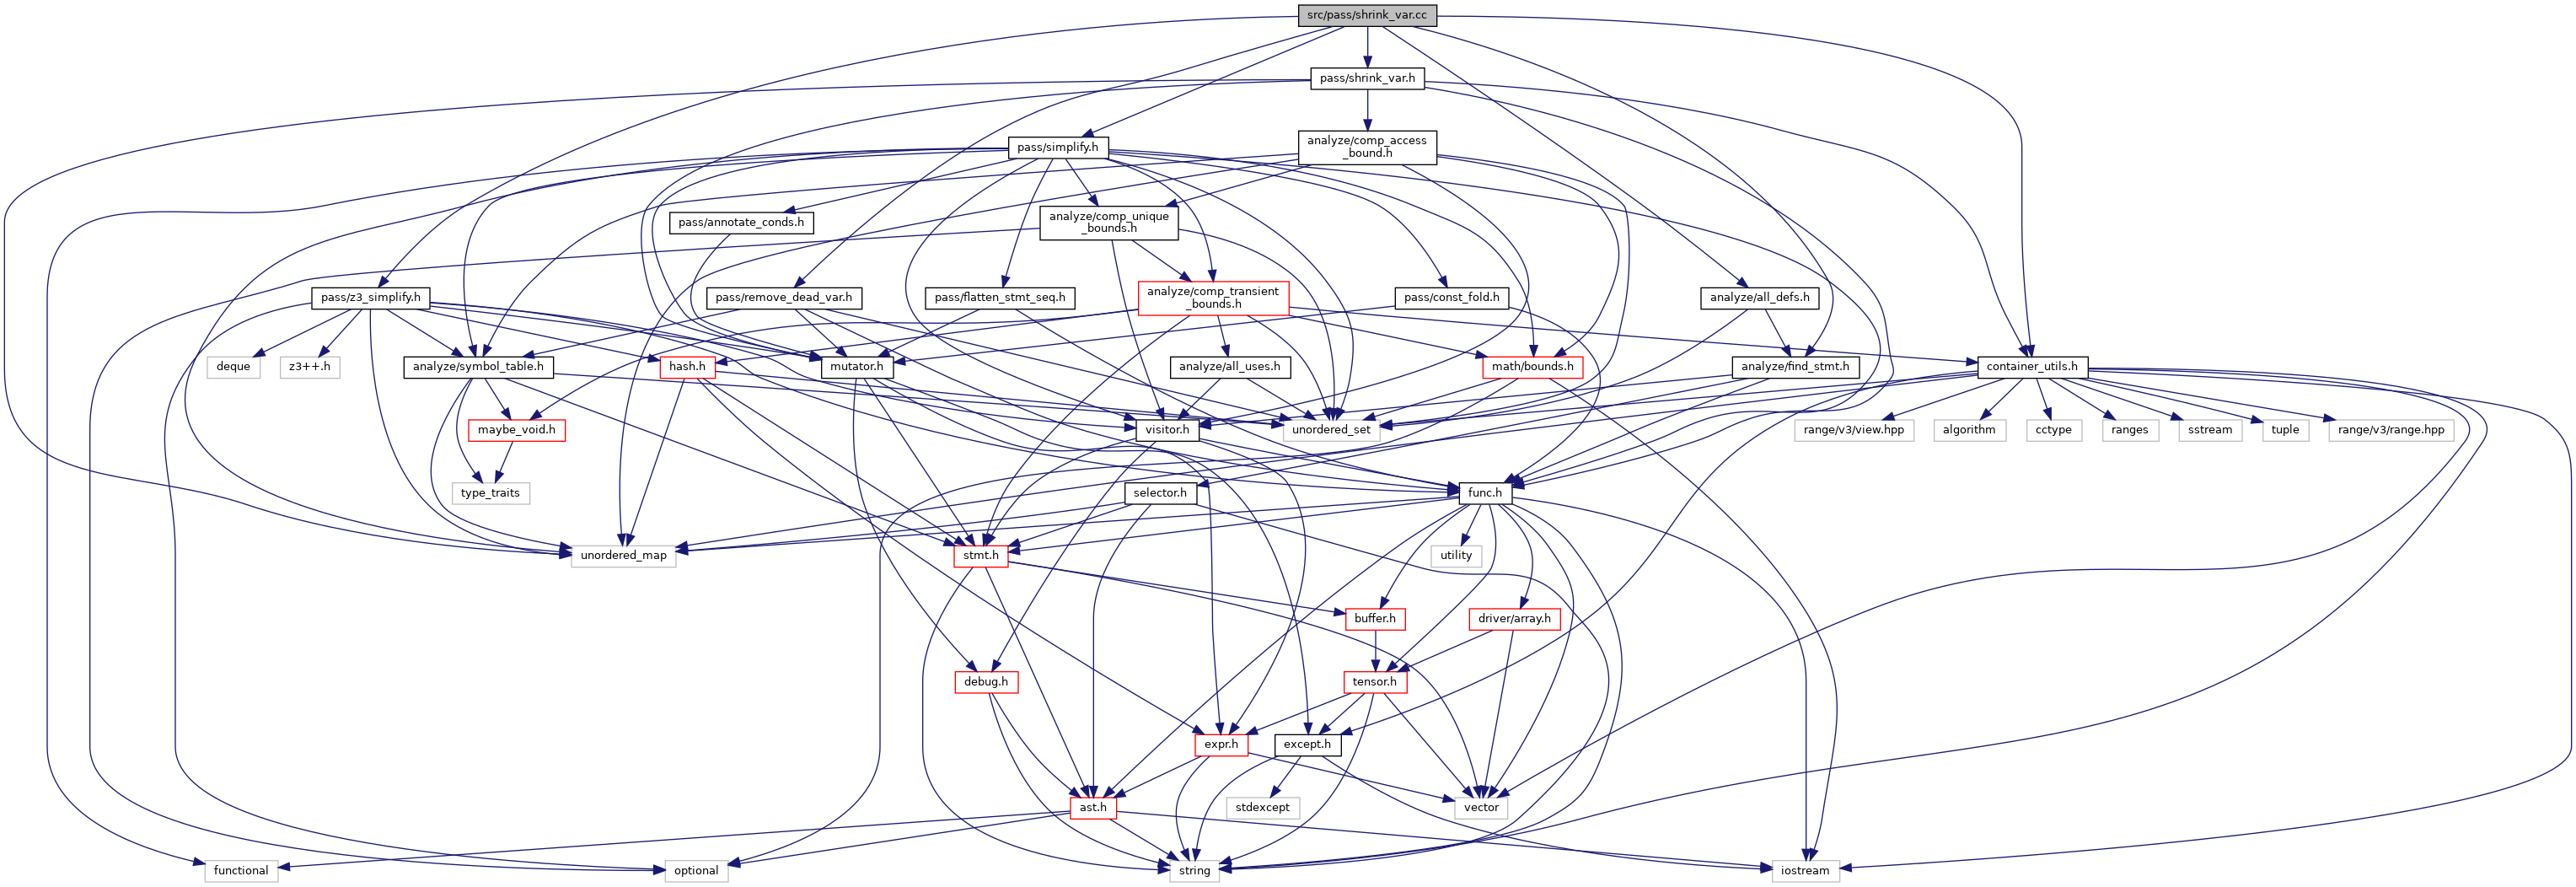 src/pass/shrink_var.cc
pass/shrink_var.h
pass/simplify.h
analyze/comp_access
_bound.h
pass/annotate_conds.h
analyze/comp_unique
_bounds.h
pass/z3_simplify.h
pass/remove_dead_var.h
pass/flatten_stmt_seq.h
analyze/comp_transient
_bounds.h
pass/const_fold.h
analyze/all_defs.h
deque
z3++.h
analyze/symbol_table.h
hash.h
mutator.h
analyze/all_uses.h
math/bounds.h
analyze/find_stmt.h
container_utils.h
maybe_void.h
visitor.h
unordered_set
range/v3/view.hpp
algorithm
cctype
ranges
sstream
tuple
range/v3/range.hpp
type_traits
selector.h
func.h
unordered_map
stmt.h
utility
buffer.h
driver/array.h
debug.h
tensor.h
expr.h
except.h
ast.h
stdexcept
vector
functional
optional
string
iostream